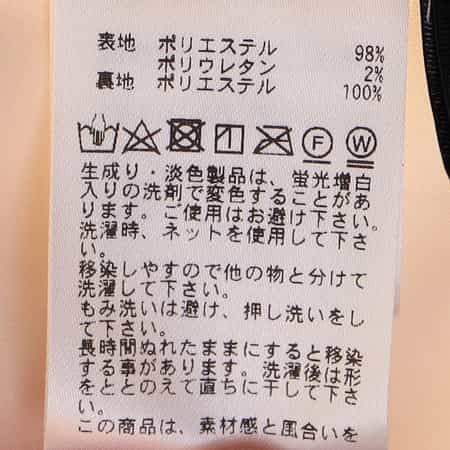 表地 ポリエステル 98%
ポリウレタン 2%
裏地 ポリエステル 100%
F W
生成り・淡色製品は、蛍光増白
入りの洗剤で変色することがあ
ります。ご使用はお避け下さい。
洗濯時、ネットを使用して下さ
い。
移染しやすので他の物と分けて
洗濯して下さい。
もみ洗いは避け、押し洗いをし
て下さい。
長時間ぬれたままにすると移染
する事があります。洗濯後は形
をととのえて直ちに干して下さ
い。
この商品は、素材感と風合いを